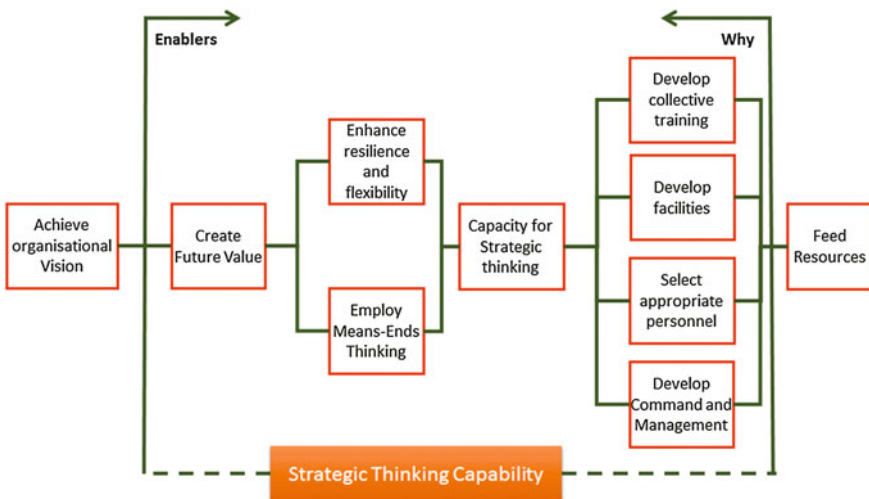 Enablers
Why
Achieve
organisational
Vision
Create
Future Value
Enhance
resilience
and
flexibility
Employ
Means-Ends
Thinking
Capacity for
Strategic
thinking
Develop
collective
training
Develop
facilities
Select
appropriate
personnel
Develop
Command and
Management
Feed
Resources
Strategic Thinking Capability